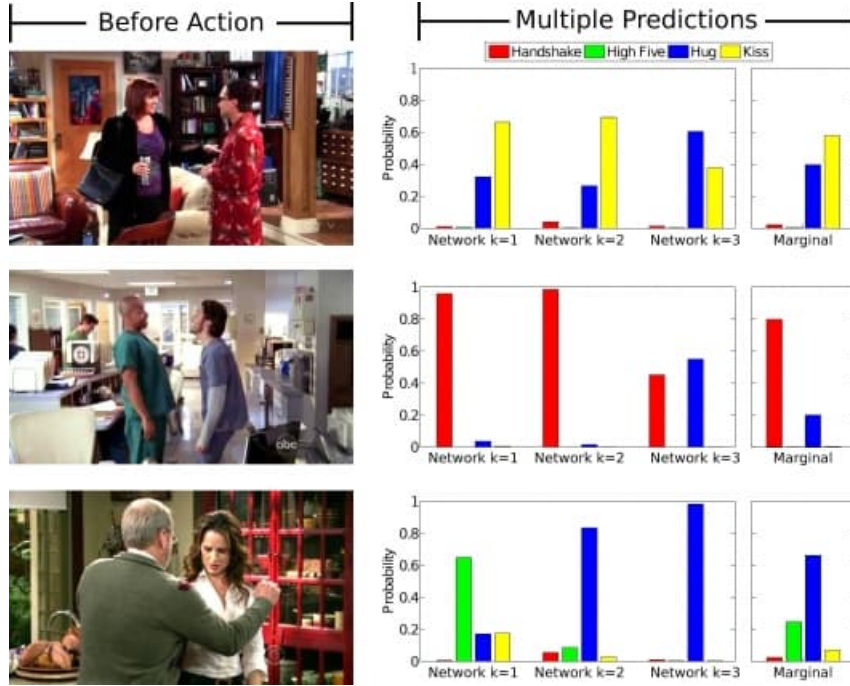 Before Action
Multiple Predictions
Handshake High Five Hug Kiss
Probability
1
0.8
0.6
0.4
0.2
0
Network k=1 Network k=2 Network k=3 Marginal
abc
Probability
1
0.8
0.6
0.4
0.2
0
Network k=1 Network k=2 Network k=3 Marginal
Probability
1
0.8
0.6
0.4
0.2
0
Network k=1 Network k=2 Network k=3 Marginal